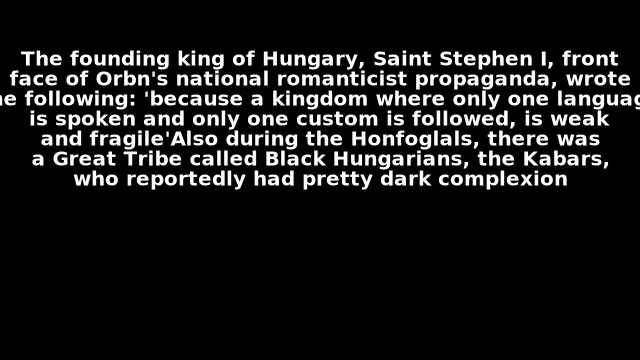 The founding king of Hungary, Saint Stephen I, front
face of Orbn's national romanticist propaganda, wrote
he following: 'because a kingdom where only one languag
is spoken and only one custom is followed, is weak
and fragile'Also during the Honfoglals, there was
a Great Tribe called Black Hungarians, the Kabars,
who reportedly had pretty dark complexion